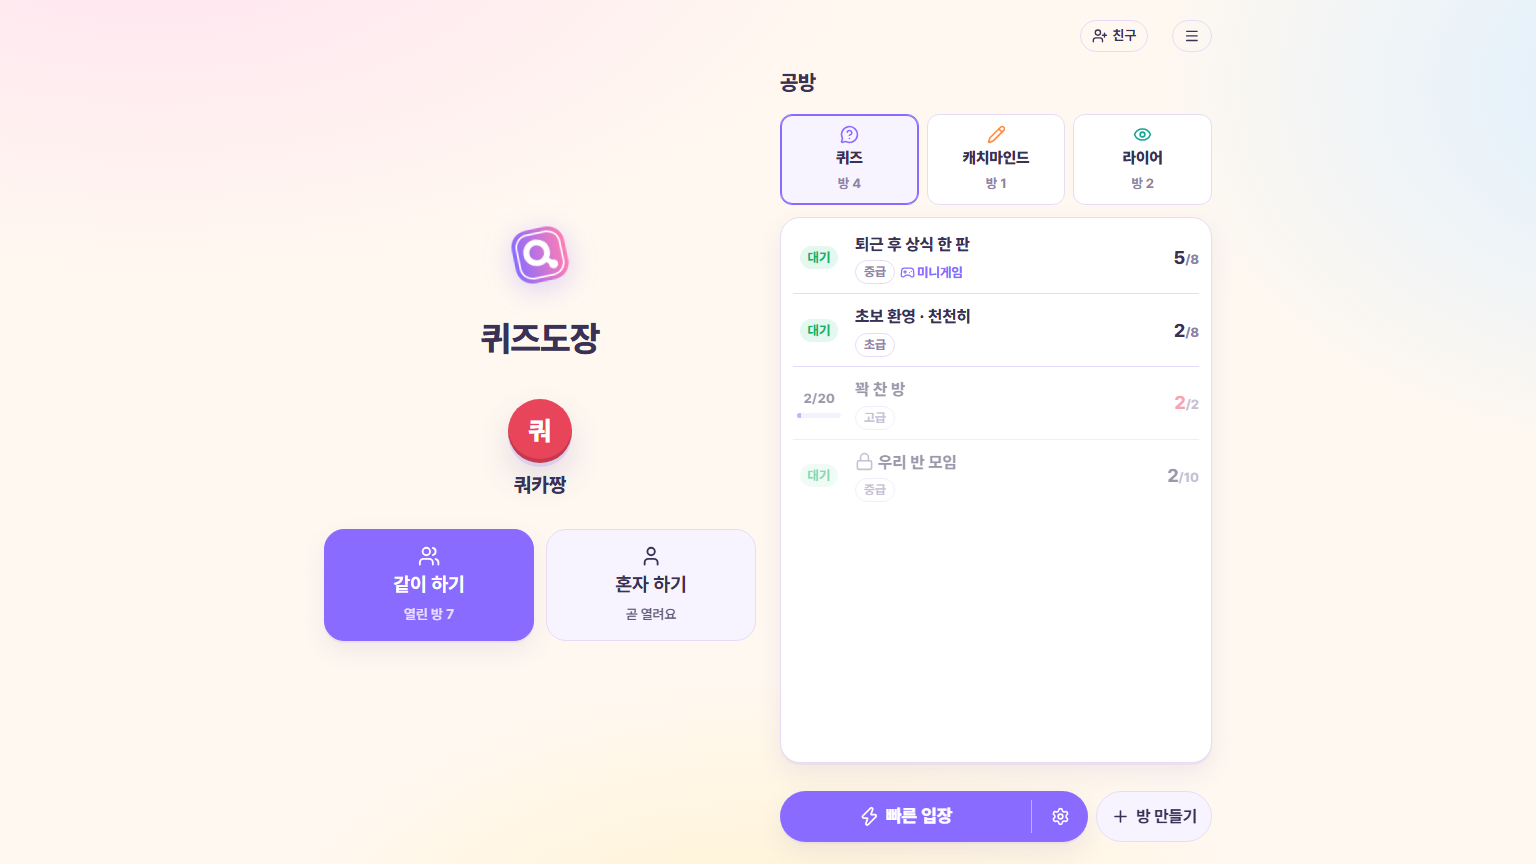 친구
공방
퀴즈
방 4
캐치마인드
방 1
라이어
방 2
대기
퇴근 후 상식 한 판
중급
미니게임
5/8
대기
초보 환영 · 천천히
초급
2/8
2/20
꽉 찬 방
고급
2/2
대기
우리 반 모임
중급
2/10
빠른 입장
방 만들기
퀴즈도장
쿼
쿼카짱
같이 하기
열린 방 7
혼자 하기
곧 열려요